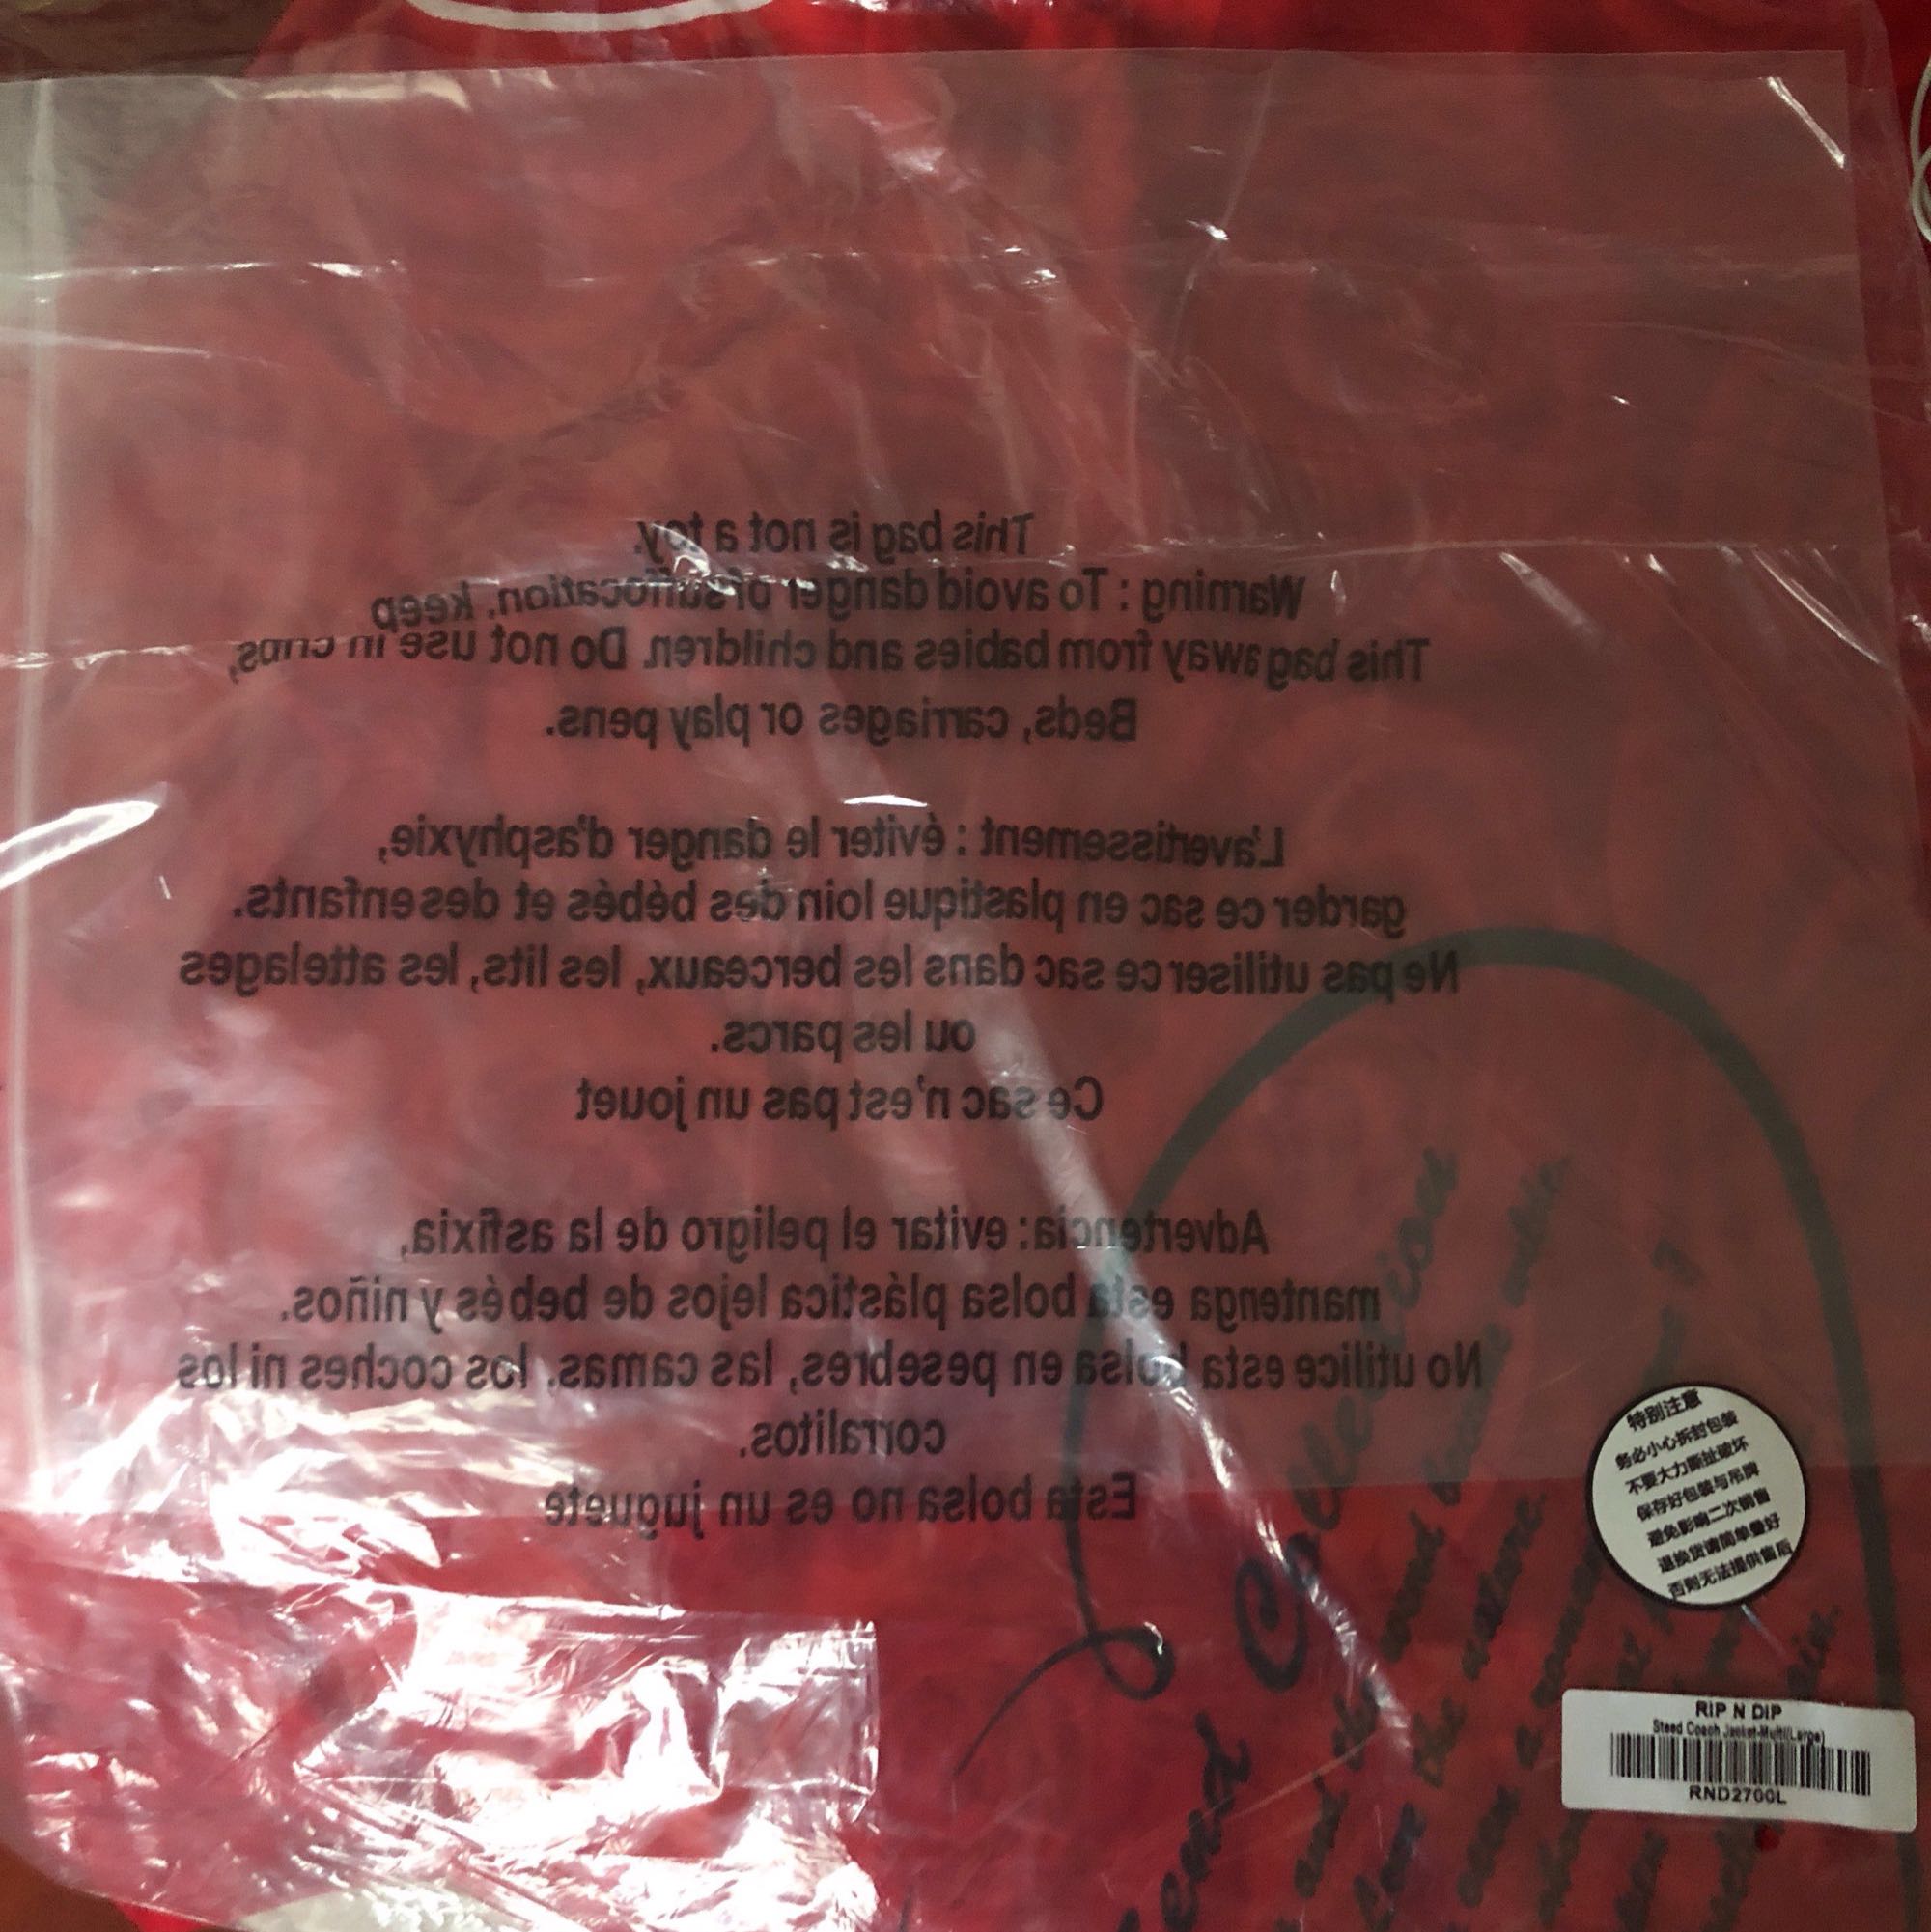 This bag is not a toy.
Warning : To avoid danger of suffocation, keep
This bag away from babies and children. Do not use in cribs,
Beds, carriages or play pens.
L'avertissement : éviter le danger d'asphyxie,
garder ce sac en plastique loin des bébés et des enfants.
Ne pas utiliser ce sac dans les berceaux, les lits, les attelages
ou les parcs.
Ce sac n'est pas un jouet
Advertencia: evitar el peligro de la asfixia,
mantenga esta bolsa plástica lejos de bebés y niños.
No utilice esta bolsa en pesebres, las camas, los coches ni los
corralitos.
Esta bolsa no es un juguete
特别注意
务必小心拆封包装
不要大力撕扯破坏
保存好包装与吊牌
避免影响二次销售
退换货请简单叠好
否则无法提供售后
RIP N DIP
Steed Coach Jacket-Multi(Large)
RND2700L